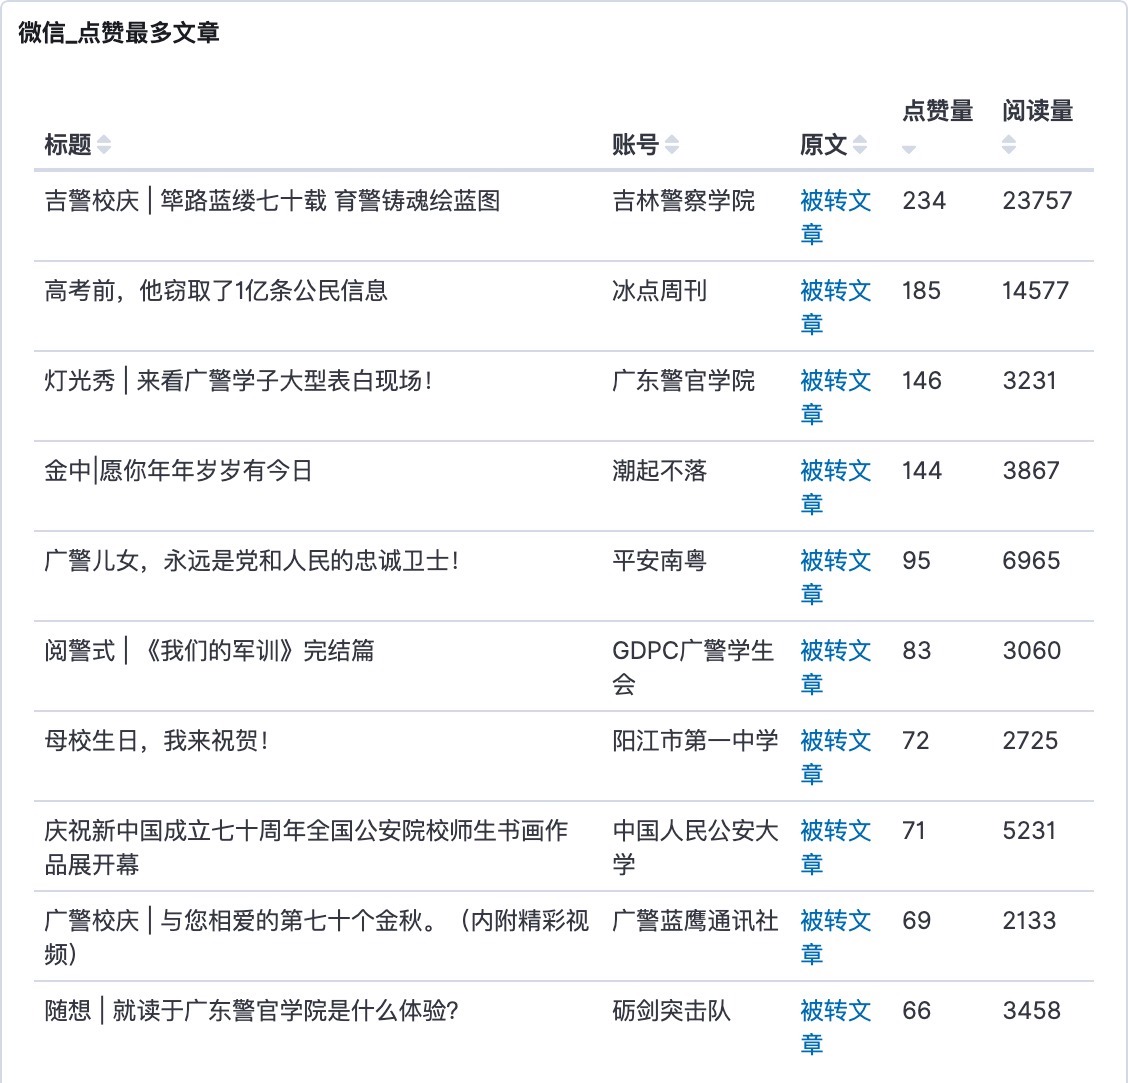 微信_点赞最多文章
标题 账号 原文 点赞量 阅读量
吉警校庆 | 筚路蓝缕七十载 育警铸魂绘蓝图 吉林警察学院 被转文 234 23757
章
高考前，他窃取了1亿条公民信息 冰点周刊 被转文 185 14577
章
灯光秀 | 来看广警学子大型表白现场！ 广东警官学院 被转文 146 3231
章
金中|愿你年年岁岁有今日 潮起不落 被转文 144 3867
章
广警儿女，永远是党和人民的忠诚卫士！ 平安南粤 被转文 95 6965
章
阅警式 | 《我们的军训》完结篇 GDPC广警学生 被转文 83 3060
会 章
母校生日，我来祝贺！ 阳江市第一中学 被转文 72 2725
章
庆祝新中国成立七十周年全国公安院校师生书画作 中国人民公安大 被转文 71 5231
品展开幕 学 章
广警校庆 | 与您相爱的第七十个金秋。（内附精彩视 广警蓝鹰通讯社 被转文 69 2133
频） 章
随想 | 就读于广东警官学院是什么体验? 砺剑突击队 被转文 66 3458
章